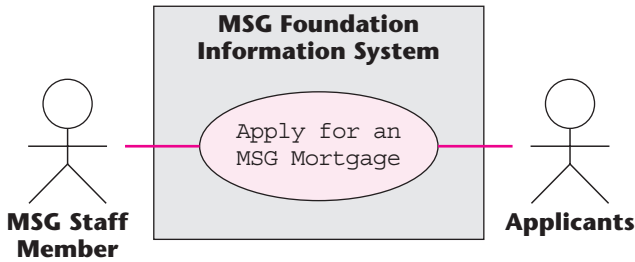 MSG Foundation
Information System
Apply for an
MSG Mortgage
MSG Staff
Member
Applicants